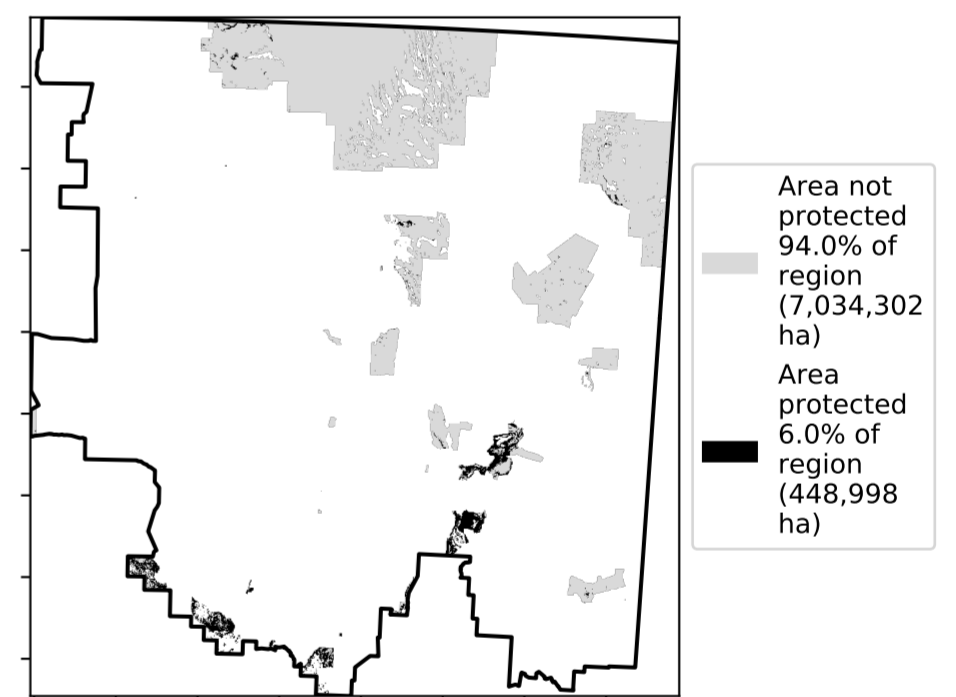 Area not
protected
94.0% of
region
(7,034,302
ha)
Area
protected
6.0% of
region
(448,998
ha)